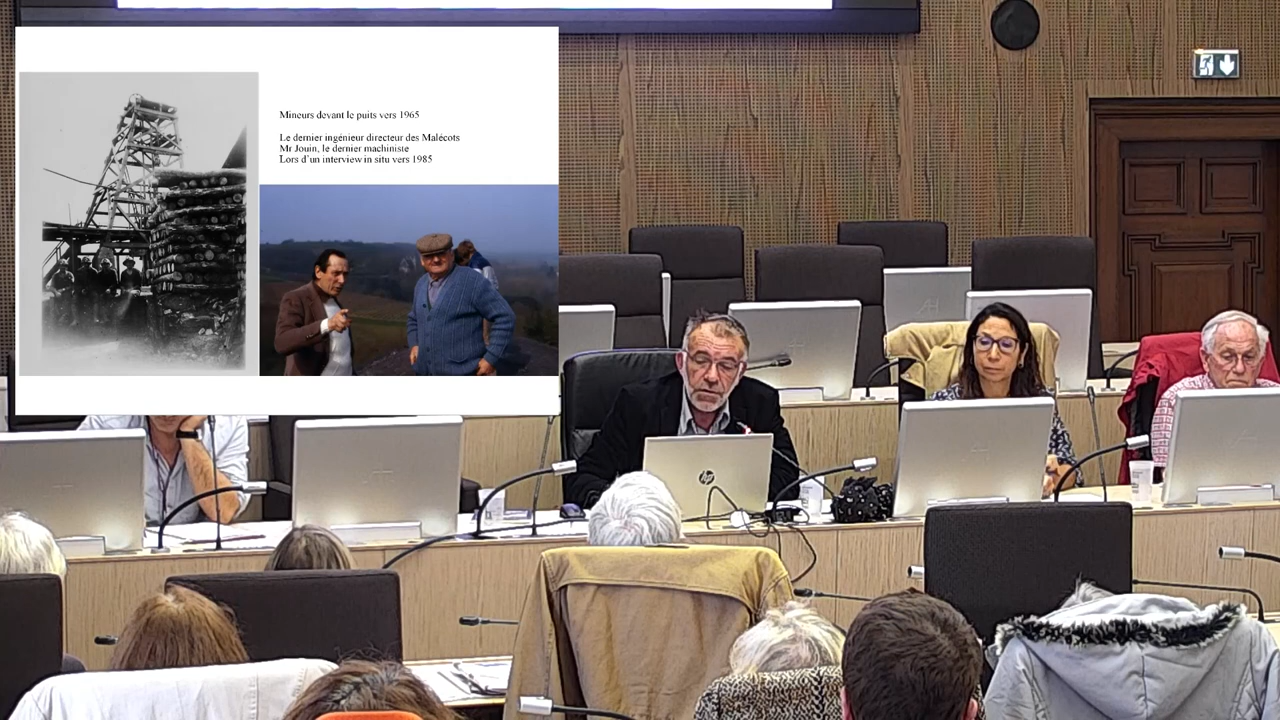 Mineurs devant le puits vers 1965
Le dernier ingénieur directeur des Malécots
Mr Jouin, le dernier machiniste
Lors d'un interview in situ vers 1985
hp